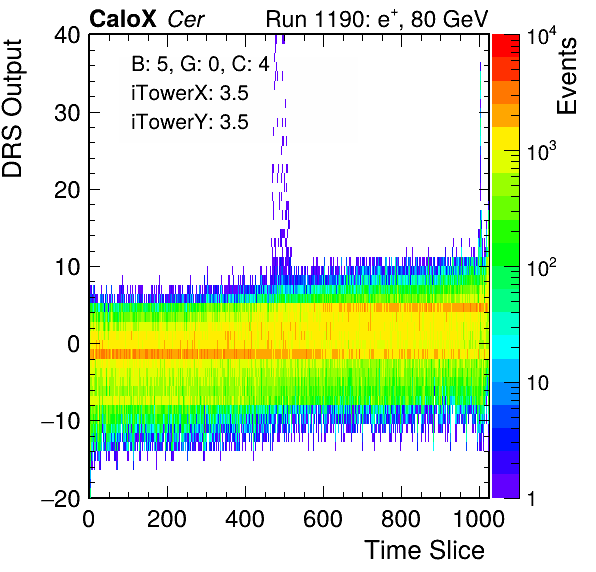 CaloX Cer Run 1190: e⁺, 80 GeV
DRS Output
Events
B: 5, G: 0, C: 4
iTowerX: 3.5
iTowerY: 3.5
40
30
20
10
0
−10
−20
0 200 400 600 800 1000
Time Slice
10⁴
10³
10²
10
1